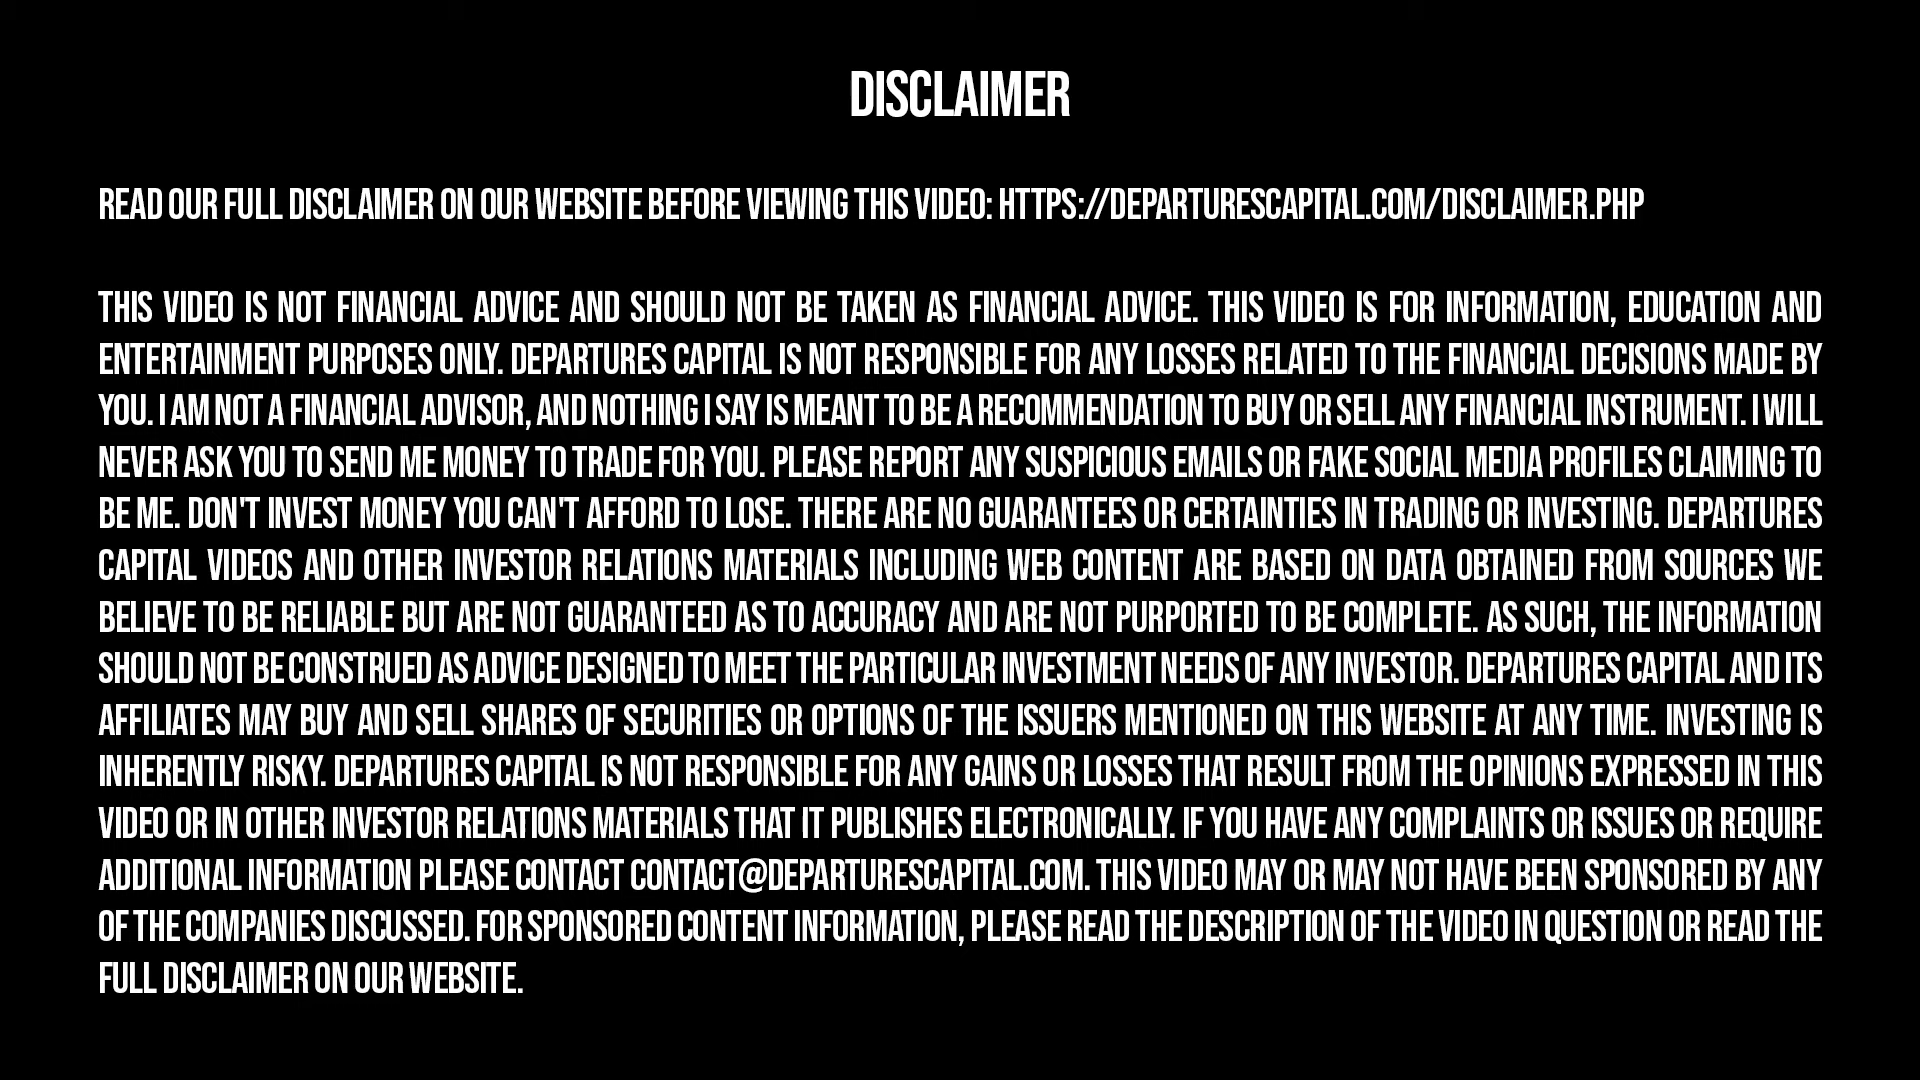 DISCLAIMER
READ OUR FULL DISCLAIMER ON OUR WEBSITE BEFORE VIEWING THIS VIDEO: HTTPS://DEPARTURESCAPITAL.COM/DISCLAIMER.PHP
THIS VIDEO IS NOT FINANCIAL ADVICE AND SHOULD NOT BE TAKEN AS FINANCIAL ADVICE. THIS VIDEO IS FOR INFORMATION, EDUCATION AND
ENTERTAINMENT PURPOSES ONLY. DEPARTURES CAPITAL IS NOT RESPONSIBLE FOR ANY LOSSES RELATED TO THE FINANCIAL DECISIONS MADE BY
YOU. I AM NOT A FINANCIAL ADVISOR, AND NOTHING I SAY IS MEANT TO BE A RECOMMENDATION TO BUY OR SELL ANY FINANCIAL INSTRUMENT. I WILL
NEVER ASK YOU TO SEND ME MONEY TO TRADE FOR YOU. PLEASE REPORT ANY SUSPICIOUS EMAILS OR FAKE SOCIAL MEDIA PROFILES CLAIMING TO
BE ME. DON'T INVEST MONEY YOU CAN'T AFFORD TO LOSE. THERE ARE NO GUARANTEES OR CERTAINTIES IN TRADING OR INVESTING. DEPARTURES
CAPITAL VIDEOS AND OTHER INVESTOR RELATIONS MATERIALS INCLUDING WEB CONTENT ARE BASED ON DATA OBTAINED FROM SOURCES WE
BELIEVE TO BE RELIABLE BUT ARE NOT GUARANTEED AS TO ACCURACY AND ARE NOT PURPORTED TO BE COMPLETE. AS SUCH, THE INFORMATION
SHOULD NOT BE CONSTRUED AS ADVICE DESIGNED TO MEET THE PARTICULAR INVESTMENT NEEDS OF ANY INVESTOR. DEPARTURES CAPITAL AND ITS
AFFILIATES MAY BUY AND SELL SHARES OF SECURITIES OR OPTIONS OF THE ISSUERS MENTIONED ON THIS WEBSITE AT ANY TIME. INVESTING IS
INHERENTLY RISKY. DEPARTURES CAPITAL IS NOT RESPONSIBLE FOR ANY GAINS OR LOSSES THAT RESULT FROM THE OPINIONS EXPRESSED IN THIS
VIDEO OR IN OTHER INVESTOR RELATIONS MATERIALS THAT IT PUBLISHES ELECTRONICALLY. IF YOU HAVE ANY COMPLAINTS OR ISSUES OR REQUIRE
ADDITIONAL INFORMATION PLEASE CONTACT CONTACT@DEPARTURESCAPITAL.COM. THIS VIDEO MAY OR MAY NOT HAVE BEEN SPONSORED BY ANY
OF THE COMPANIES DISCUSSED. FOR SPONSORED CONTENT INFORMATION, PLEASE READ THE DESCRIPTION OF THE VIDEO IN QUESTION OR READ THE
FULL DISCLAIMER ON OUR WEBSITE.